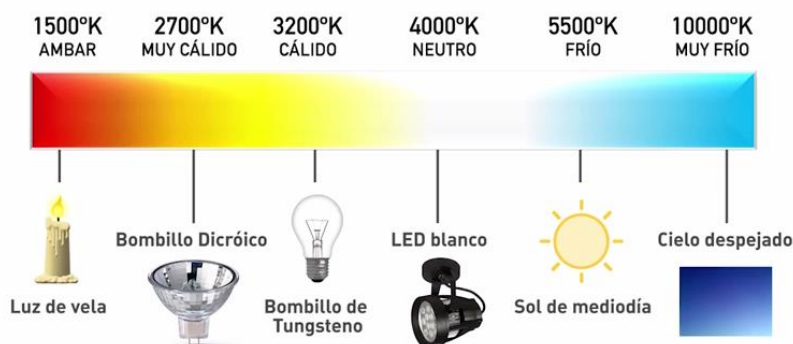 1500°K 2700°K 3200°K 4000°K 5500°K 10000°K
AMBAR MUY CÁLIDO CÁLIDO NEUTRO FRÍO MUY FRÍO
Bombillo Dicróico LED blanco Cielo despejado
Luz de vela Bombillo de Sol de mediodía
Tungsteno